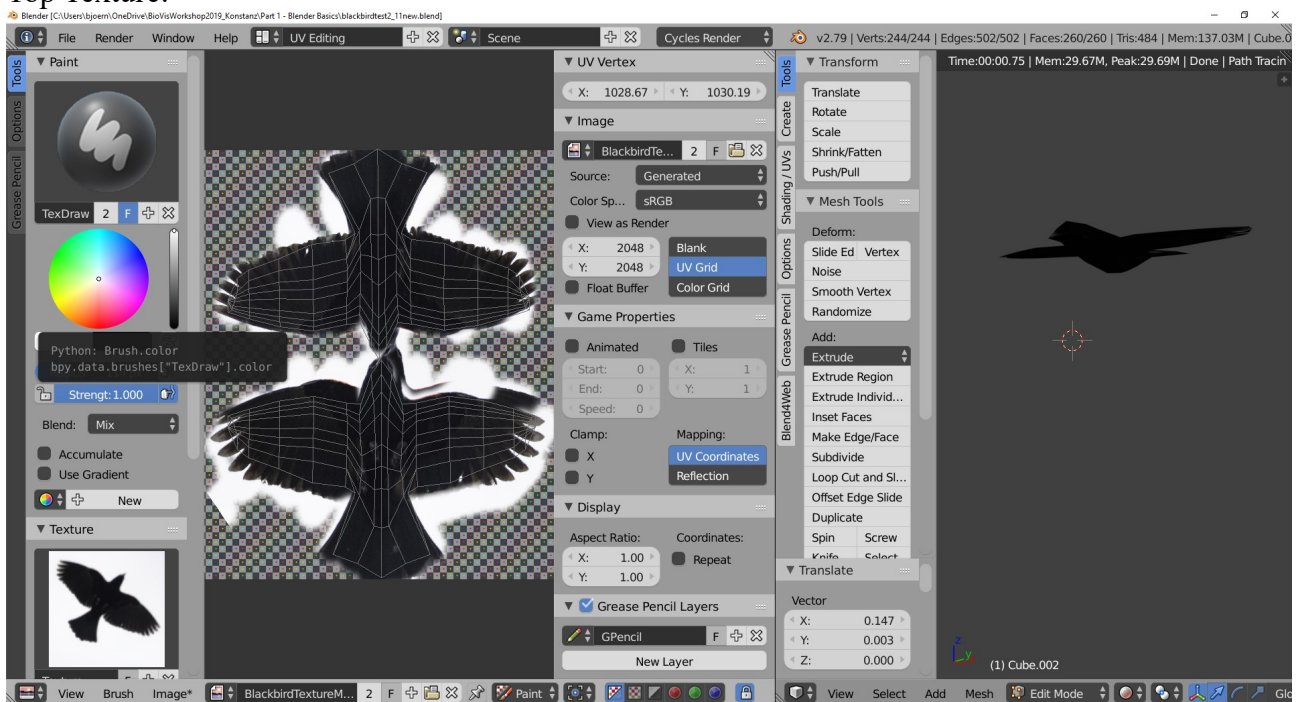 Top Texture:
Blender [C:\Users\bjoern\OneDrive\BioVisWorkshop2019_Konstanz\Part 1 - Blender Basics\blackbirdtest2_11new.blend]
File Render Window Help UV Editing Scene Cycles Render v2.79 | Verts:244/244 | Edges:502/502 | Faces:260/260 | Tris:484 | Mem:137.03M | Cube.0
Tools
Options
Grease Pencil
Paint
TexDraw 2 F
Python: Brush.color
bpy.data.brushes["TexDraw"].color
Strengt: 1.000
Blend: Mix
Accumulate
Use Gradient
New
Texture
UV Vertex
X: 1028.67 Y: 1030.19
Image
BlackbirdTe... 2 F
Source: Generated
Color Sp... sRGB
View as Render
X: 2048 Blank
Y: 2048 UV Grid
Float Buffer Color Grid
Game Properties
Animated Tiles
Start: 0 X: 1
End: 0 Y: 1
Speed: 0
Clamp: Mapping:
X UV Coordinates
Y Reflection
Display
Aspect Ratio: Coordinates:
X: 1.00 Repeat
Y: 1.00
Grease Pencil Layers
GPencil F
New Layer
Tools
Create
Shading / UVs
Options
Grease Pencil
Blend4Web
Transform
Translate
Rotate
Scale
Shrink/Fatten
Push/Pull
Mesh Tools
Deform:
Slide Ed Vertex
Noise
Smooth Vertex
Randomize
Add:
Extrude
Extrude Region
Extrude Individ...
Inset Faces
Make Edge/Face
Subdivide
Loop Cut and Sl...
Offset Edge Slide
Duplicate
Spin Screw
Knife Select
Translate
Vector
X: 0.147
Y: 0.003
Z: 0.000
Time:00:00.75 | Mem:29.67M, Peak:29.69M | Done | Path Tracin
z
y
(1) Cube.002
View Brush Image* BlackbirdTextureM... 2 F Paint View Select Add Mesh Edit Mode Glo